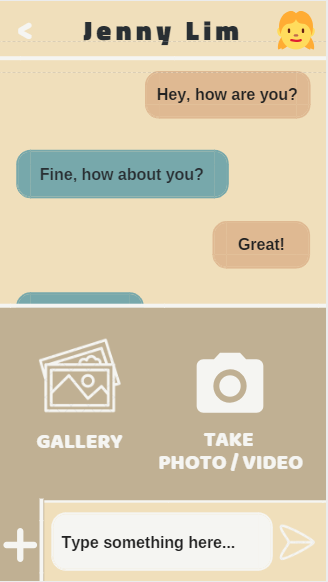 Jenny Lim
Hey, how are you?
Fine, how about you?
Great!
GALLERY
TAKE
PHOTO / VIDEO
Type something here...